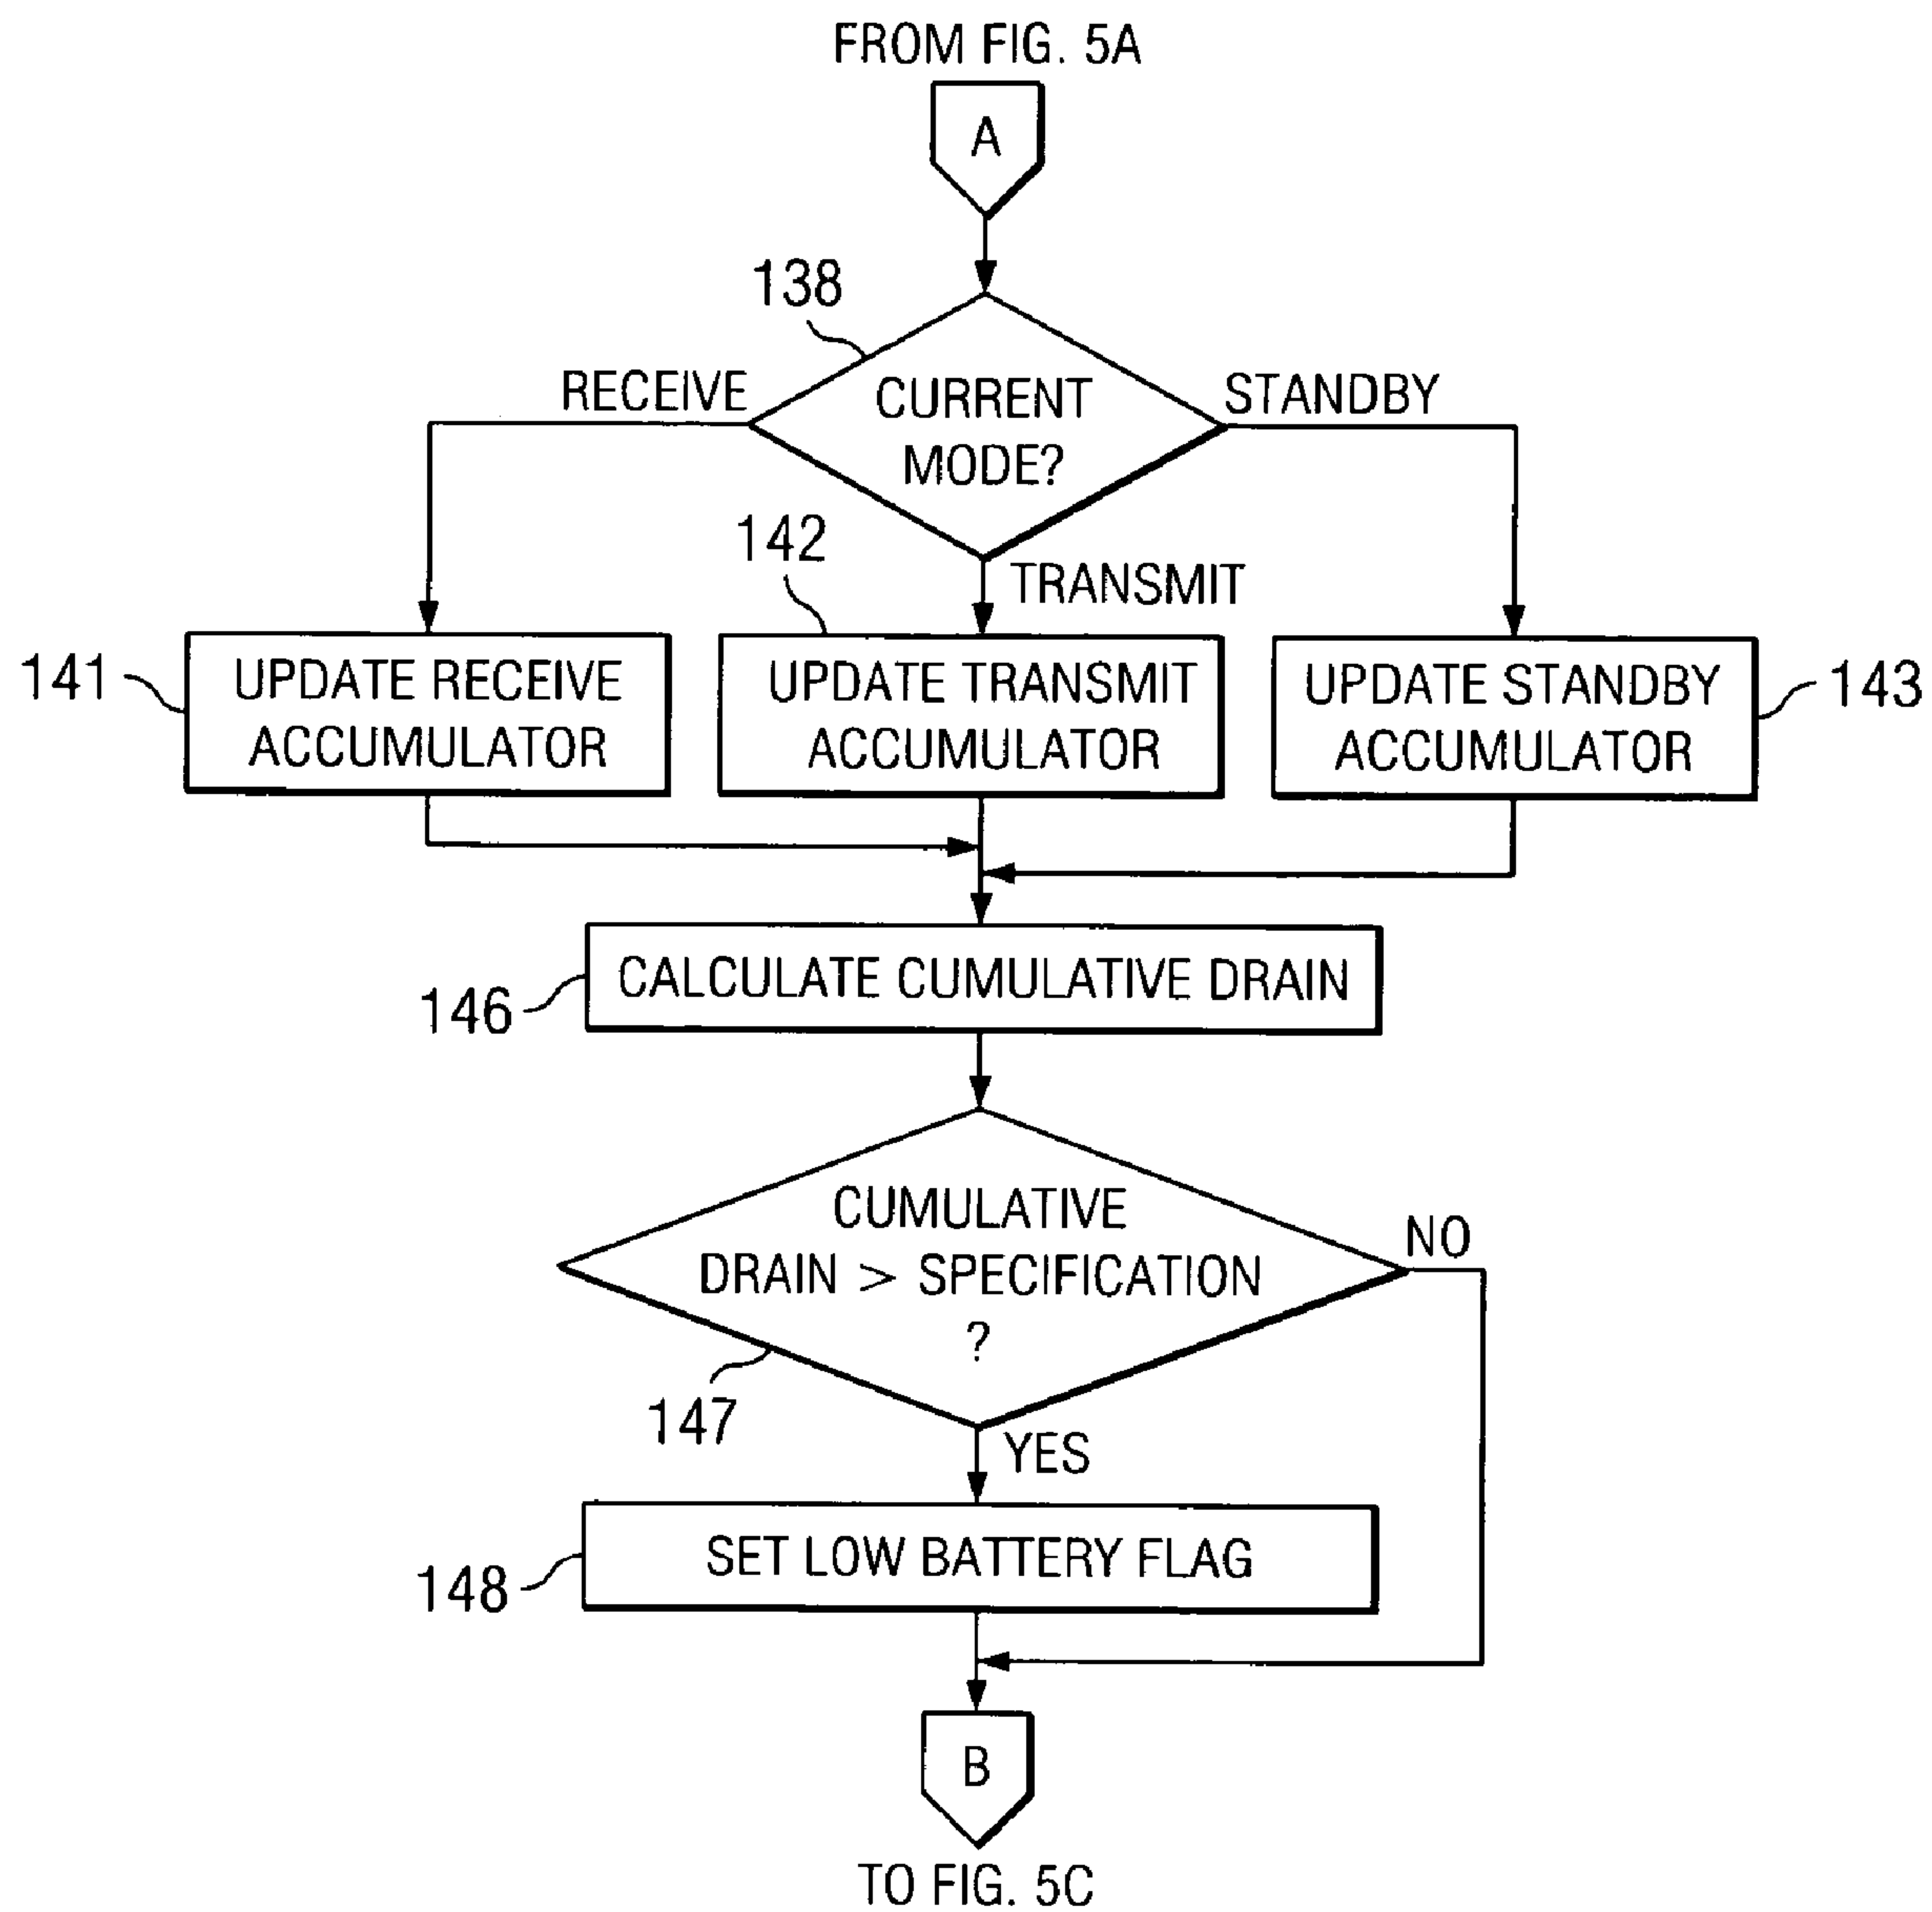 FROM FIG. 5A
A
138
RECEIVE
CURRENT
MODE?
STANDBY
142
TRANSMIT
141
UPDATE RECEIVE
ACCUMULATOR
UPDATE TRANSMIT
ACCUMULATOR
UPDATE STANDBY
ACCUMULATOR
143
CALCULATE CUMULATIVE DRAIN
146
CUMULATIVE
DRAIN > SPECIFICATION
?
NO
147
YES
SET LOW BATTERY FLAG
148
B
TO FIG. 5C